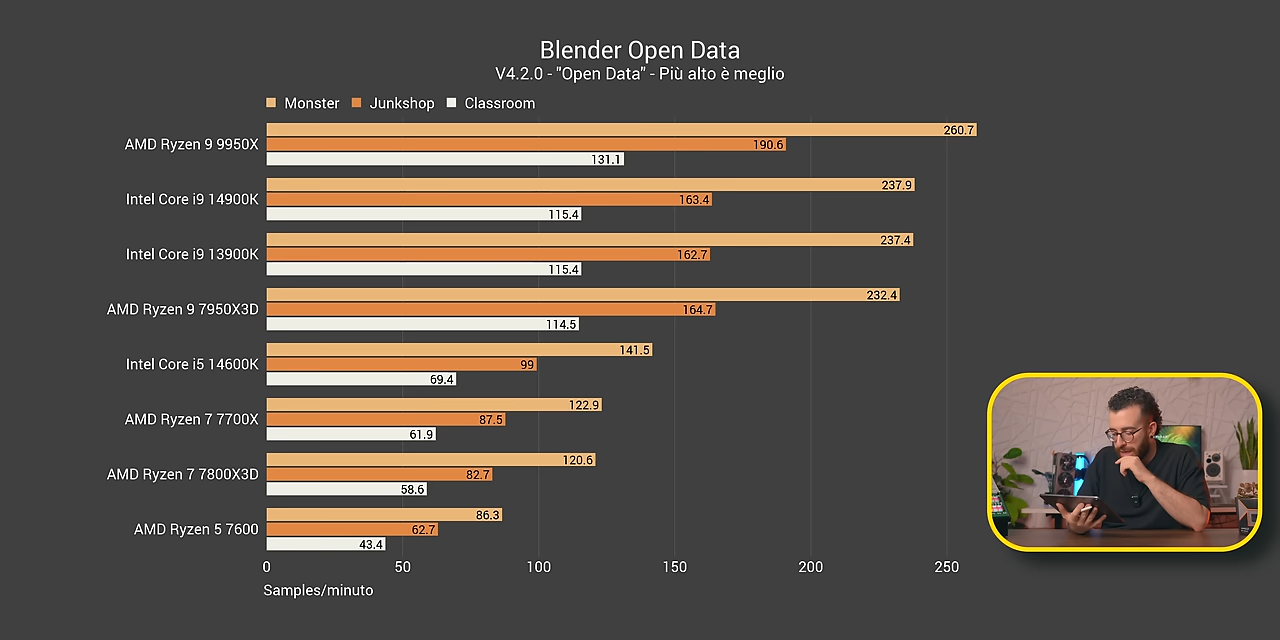 Blender Open Data
V4.2.0 - "Open Data" - Più alto è meglio
Monster Junkshop Classroom
AMD Ryzen 9 9950X
260.7
190.6
131.1
Intel Core i9 14900K
237.9
163.4
115.4
Intel Core i9 13900K
237.4
162.7
115.4
AMD Ryzen 9 7950X3D
232.4
164.7
114.5
Intel Core i5 14600K
141.5
99
69.4
AMD Ryzen 7 7700X
122.9
87.5
61.9
AMD Ryzen 7 7800X3D
120.6
82.7
58.6
AMD Ryzen 5 7600
86.3
62.7
43.4
0 50 100 150 200 250
Samples/minuto